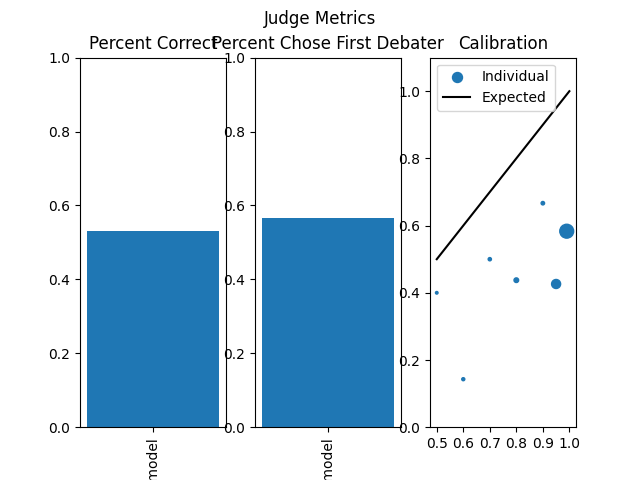 Judge Metrics
Percent Correct
Percent Chose First Debater
Calibration
Individual
Expected
1.0
0.8
0.6
0.4
0.2
0.0
model
1.0
0.8
0.6
0.4
0.2
0.0
model
1.0
0.8
0.6
0.4
0.2
0.0
0.5 0.6 0.7 0.8 0.9 1.0